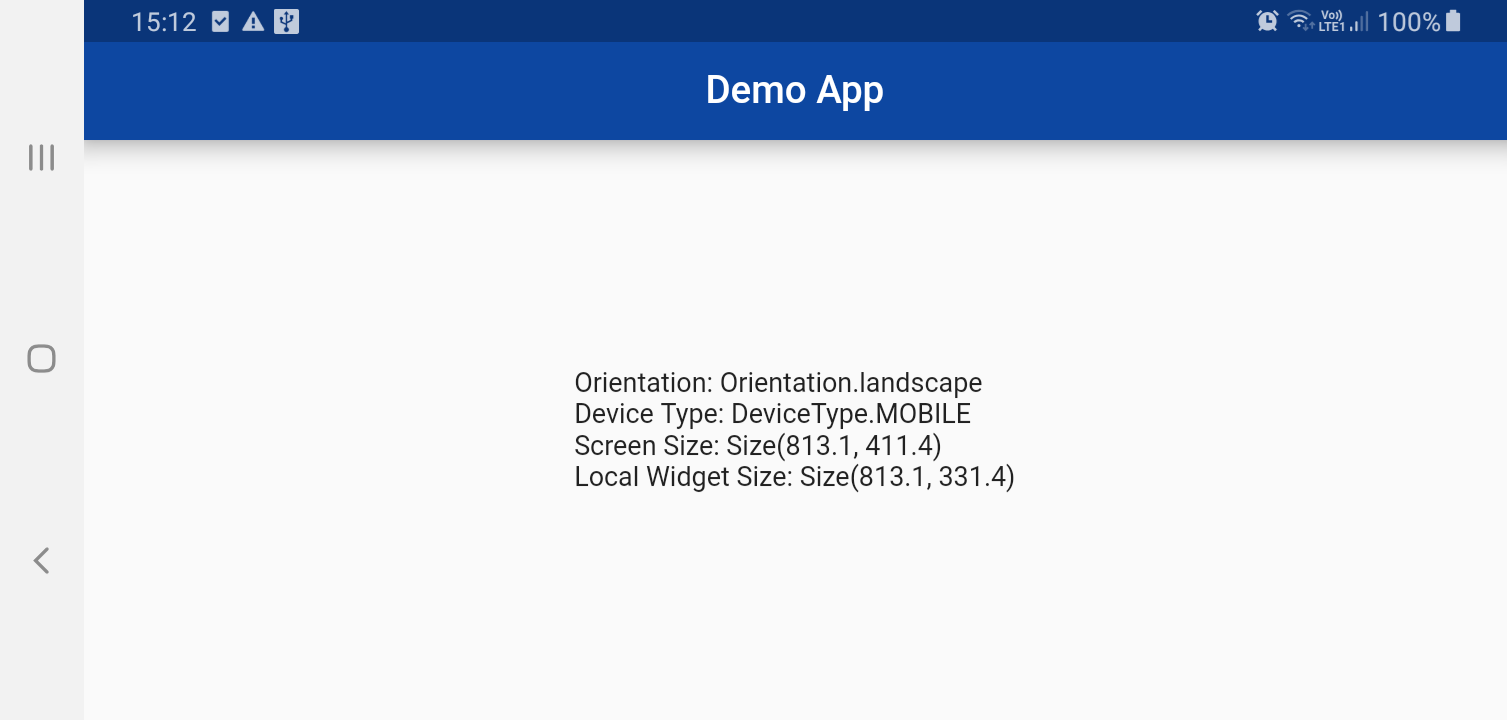 15:12
Vo)) LTE1 100%
Demo App
Orientation: Orientation.landscape
Device Type: DeviceType.MOBILE
Screen Size: Size(813.1, 411.4)
Local Widget Size: Size(813.1, 331.4)